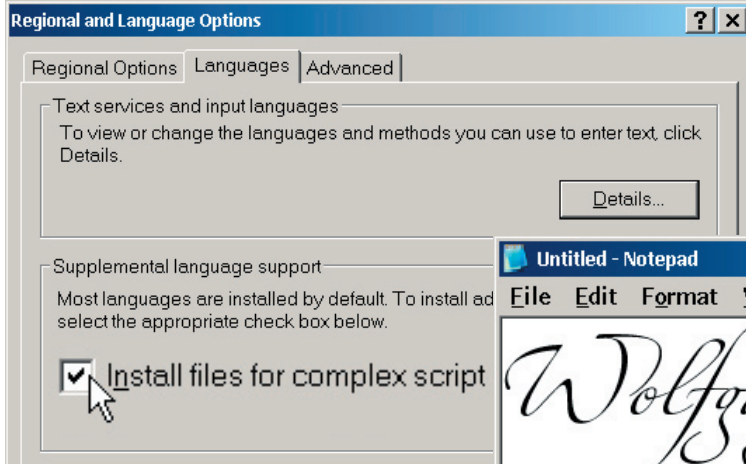 Regional and Language Options
Regional Options Languages Advanced
Text services and input languages
To view or change the languages and methods you can use to enter text, click
Details.
Details...
Supplemental language support
Most languages are installed by default. To install ad
select the appropriate check box below.
Install files for complex script
Untitled - Notepad
File Edit Format
Wolfg